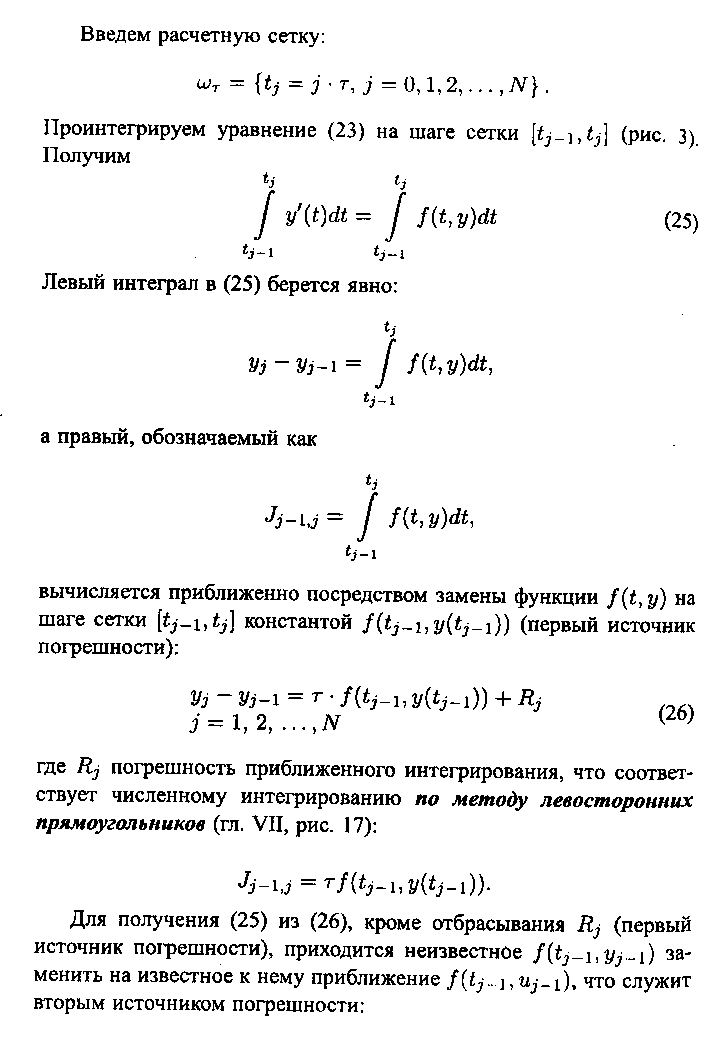 Введем расчетную сетку:
ω_τ = {t_j = j · τ, j = 0, 1, 2, . . . , N} .
Проинтегрируем уравнение (23) на шаге сетки [t_{j−1}, t_j] (рис. 3).
Получим
∫_{t_{j−1}}^{t_j} y′(t)dt = ∫_{t_{j−1}}^{t_j} f(t, y)dt (25)
Левый интеграл в (25) берется явно:
y_j − y_{j−1} = ∫_{t_{j−1}}^{t_j} f(t, y)dt,
а правый, обозначаемый как
J_{j−1,j} = ∫_{t_{j−1}}^{t_j} f(t, y)dt,
вычисляется приближенно посредством замены функции f(t, y) на
шаге сетки [t_{j−1}, t_j] константой f(t_{j−1}, y(t_{j−1})) (первый источник
погрешности):
y_j − y_{j−1} = τ · f(t_{j−1}, y(t_{j−1})) + R_j
j = 1, 2, . . . , N (26)
где R_j погрешность приближенного интегрирования, что соответ-
ствует численному интегрированию по методу левосторонних
прямоугольников (гл. VII, рис. 17):
J_{j−1,j} = τf(t_{j−1}, y(t_{j−1})).
Для получения (25) из (26), кроме отбрасывания R_j (первый
источник погрешности), приходится неизвестное f(t_{j−1}, y_{j−1}) за-
менить на известное к нему приближение f(t_{j−1}, u_{j−1}), что служит
вторым источником погрешности: